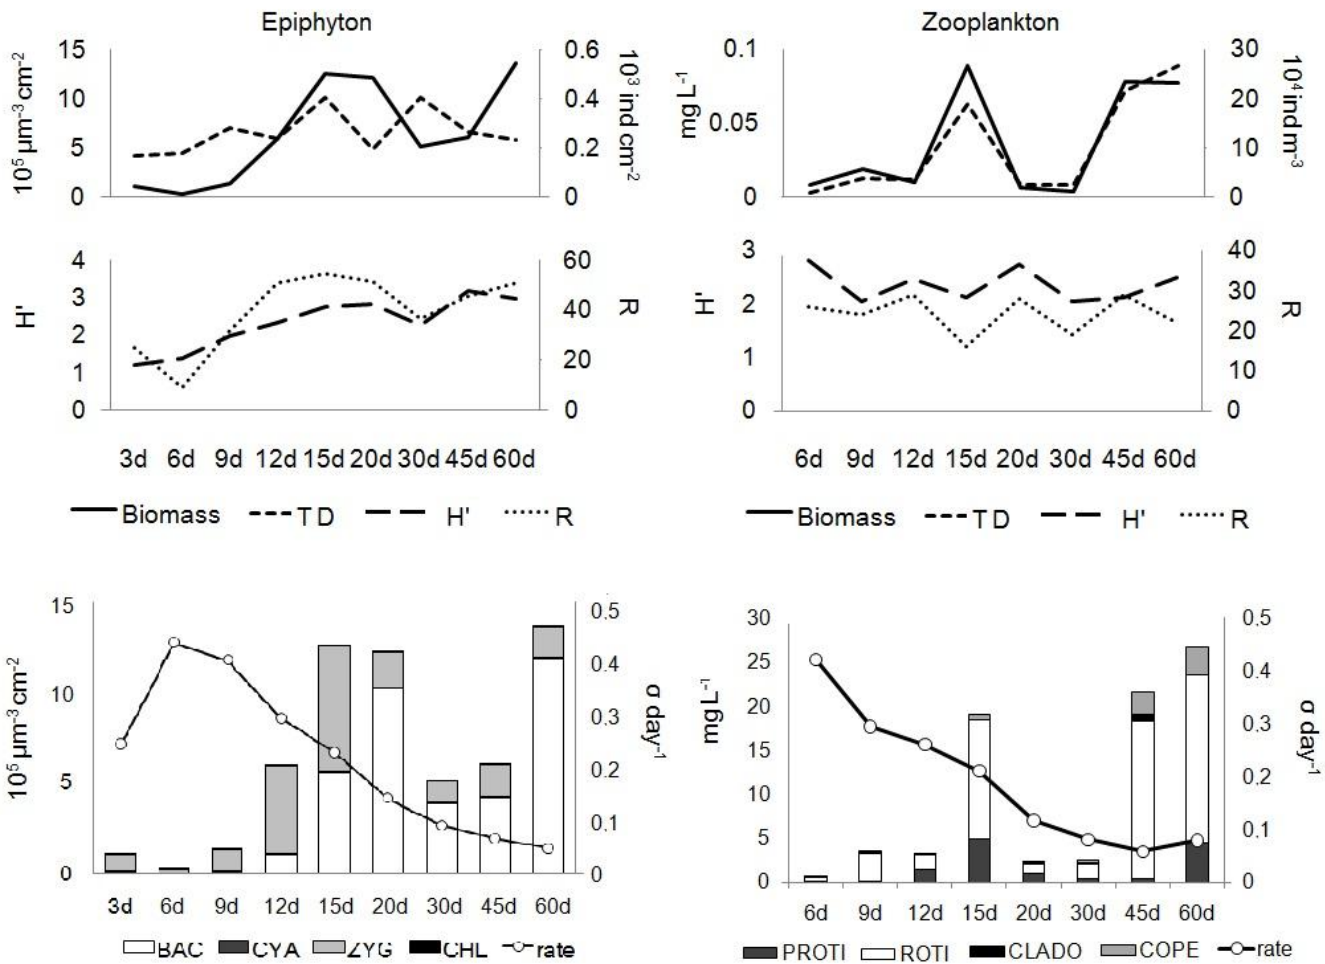 Epiphyton
Zooplankton
15
10
5
0
10⁵ µm⁻³ cm⁻²
0.6
0.4
0.2
0
10³ ind cm⁻²
0.1
0.05
0
mg L⁻¹
30
20
10
0
10⁴ ind m⁻³
4
3
2
1
0
H'
60
40
20
0
R
3
2
1
0
H'
40
30
20
10
0
R
3d 6d 9d 12d 15d 20d 30d 45d 60d
6d 9d 12d 15d 20d 30d 45d 60d
Biomass TD H' R
Biomass TD H' R
15
10
5
0
10⁵ µm⁻³ cm⁻²
0.5
0.4
0.3
0.2
0.1
0
σ day⁻¹
3d 6d 9d 12d 15d 20d 30d 45d 60d
BAC CYA ZYG CHL rate
30
25
20
15
10
5
0
mg L⁻¹
0.5
0.4
0.3
0.2
0.1
0
σ day⁻¹
6d 9d 12d 15d 20d 30d 45d 60d
PROTI ROTI CLADO COPE rate